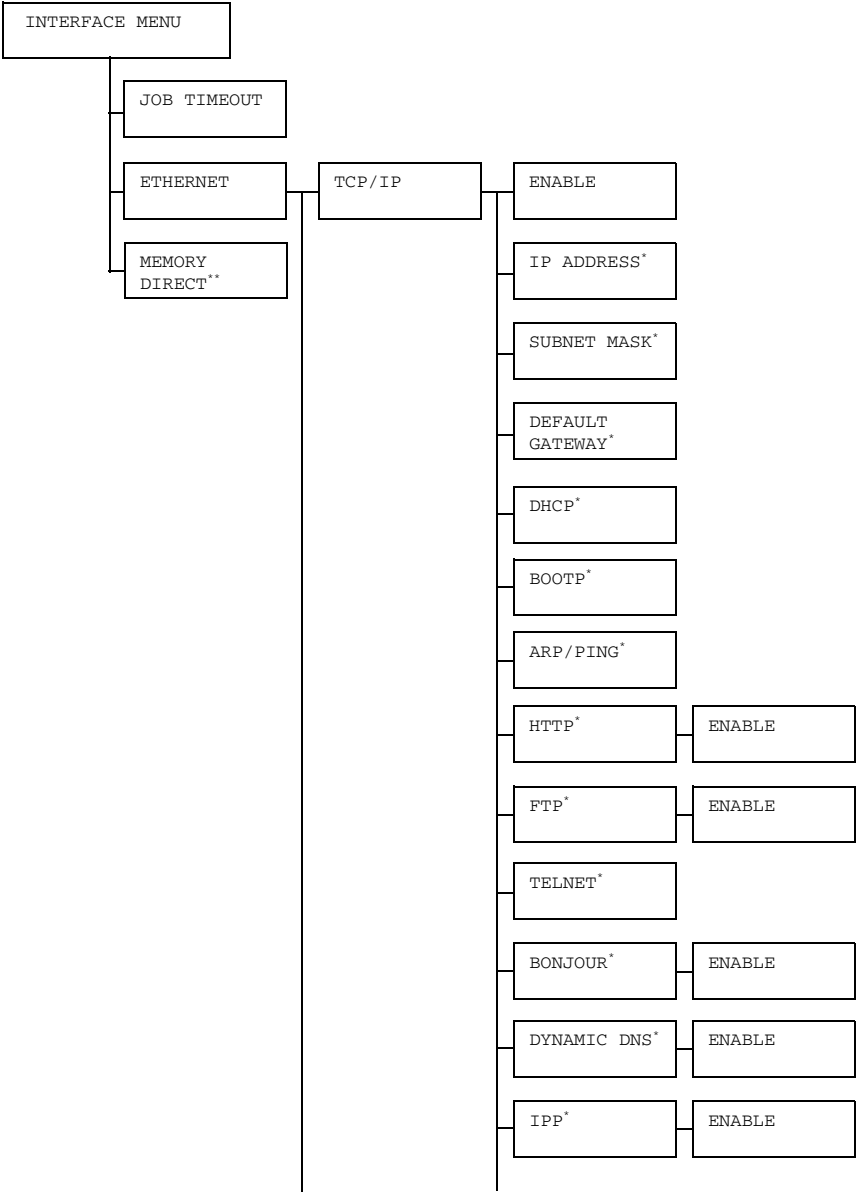 INTERFACE MENU
JOB TIMEOUT
ETHERNET
TCP/IP
ENABLE
MEMORY
DIRECT**
IP ADDRESS*
SUBNET MASK*
DEFAULT
GATEWAY*
DHCP*
BOOTP*
ARP/PING*
HTTP*
ENABLE
FTP*
ENABLE
TELNET*
BONJOUR*
ENABLE
DYNAMIC DNS*
ENABLE
IPP*
ENABLE